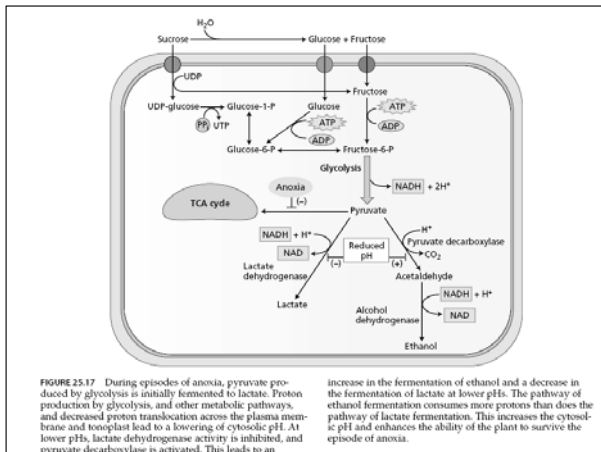 H₂O
Sucrose
Glucose + Fructose
UDP
Fructose
UDP-glucose
Glucose-1-P
Glucose
ATP
ATP
PPᵢ
UTP
ADP
ADP
Glucose-6-P
Fructose-6-P
Glycolysis
NADH + 2H⁺
Anoxia
(−)
TCA cycle
Pyruvate
NADH + H⁺
H⁺
NAD
Reduced
pH
Pyruvate decarboxylase
CO₂
(−)
(+)
Lactate
dehydrogenase
Acetaldehyde
NADH + H⁺
Lactate
Alcohol
dehydrogenase
NAD
Ethanol
FIGURE 25.17 During episodes of anoxia, pyruvate pro-
duced by glycolysis is initially fermented to lactate. Proton
production by glycolysis, and other metabolic pathways,
and decreased proton translocation across the plasma mem-
brane and tonoplast lead to a lowering of cytosolic pH. At
lower pHs, lactate dehydrogenase activity is inhibited, and
pyruvate decarboxylase is activated. This leads to an
increase in the fermentation of ethanol and a decrease in
the fermentation of lactate at lower pHs. The pathway of
ethanol fermentation consumes more protons than does the
pathway of lactate fermentation. This increases the cytosol-
ic pH and enhances the ability of the plant to survive the
episode of anoxia.